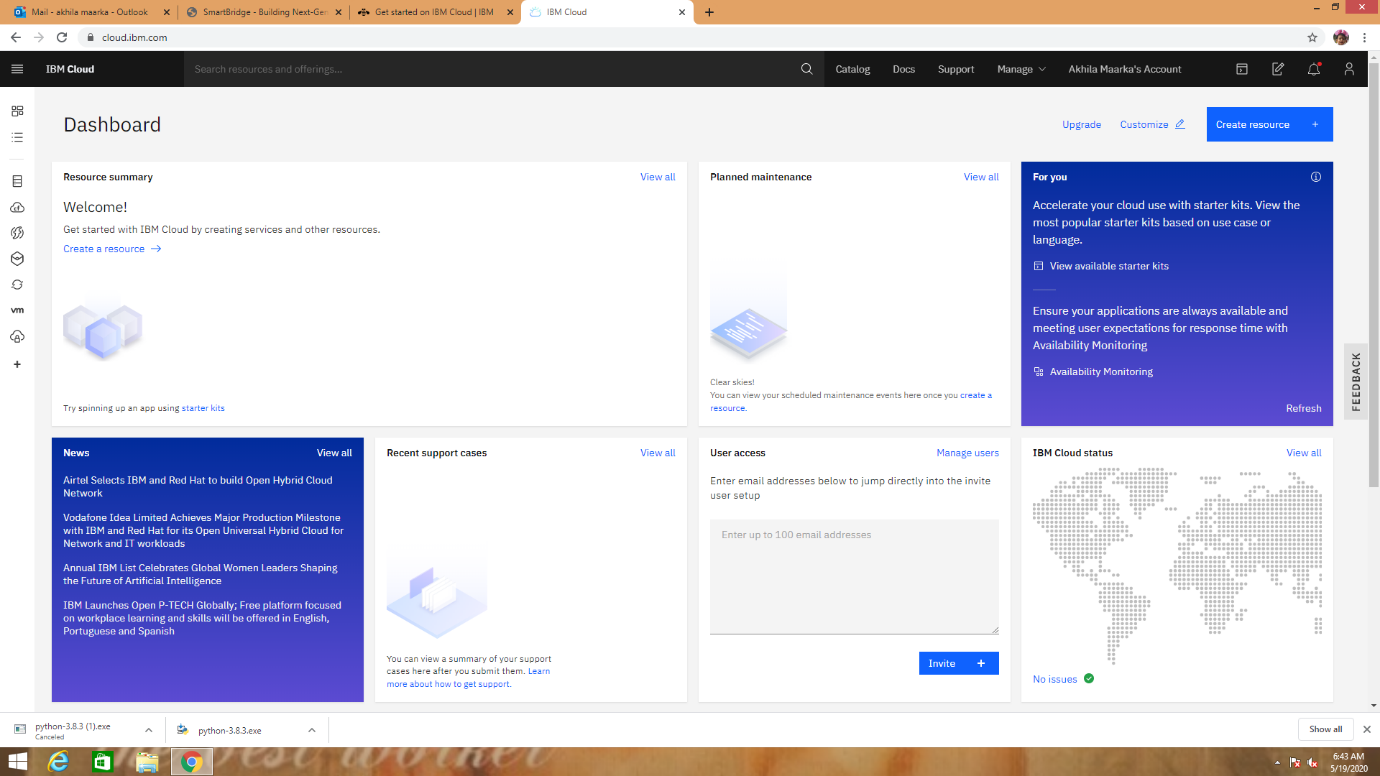 Mail - akhila maarka - Outlook
SmartBridge - Building Next-Gen
Get started on IBM Cloud | IBM
IBM Cloud
cloud.ibm.com
IBM Cloud
Search resources and offerings...
Catalog
Docs
Support
Manage
Akhila Maarka's Account
Dashboard
Upgrade
Customize
Create resource +
Resource summary
View all
Welcome!
Get started with IBM Cloud by creating services and other resources.
Create a resource →
Try spinning up an app using starter kits
Planned maintenance
View all
Clear skies!
You can view your scheduled maintenance events here once you create a
resource.
For you
Accelerate your cloud use with starter kits. View the
most popular starter kits based on use case or
language.
View available starter kits
Ensure your applications are always available and
meeting user expectations for response time with
Availability Monitoring
Availability Monitoring
Refresh
FEEDBACK
vm
News
View all
Airtel Selects IBM and Red Hat to build Open Hybrid Cloud
Network
Vodafone Idea Limited Achieves Major Production Milestone
with IBM and Red Hat for its Open Universal Hybrid Cloud for
Network and IT workloads
Annual IBM List Celebrates Global Women Leaders Shaping
the Future of Artificial Intelligence
IBM Launches Open P-TECH Globally; Free platform focused
on workplace learning and skills will be offered in English,
Portuguese and Spanish
Recent support cases
View all
You can view a summary of your support
cases here after you submit them. Learn
more about how to get support.
User access
Manage users
Enter email addresses below to jump directly into the invite
user setup
Enter up to 100 email addresses
Invite +
IBM Cloud status
View all
No issues
python-3.8.3 (1).exe
Canceled
python-3.8.3.exe
Show all
6:43 AM
5/19/2020